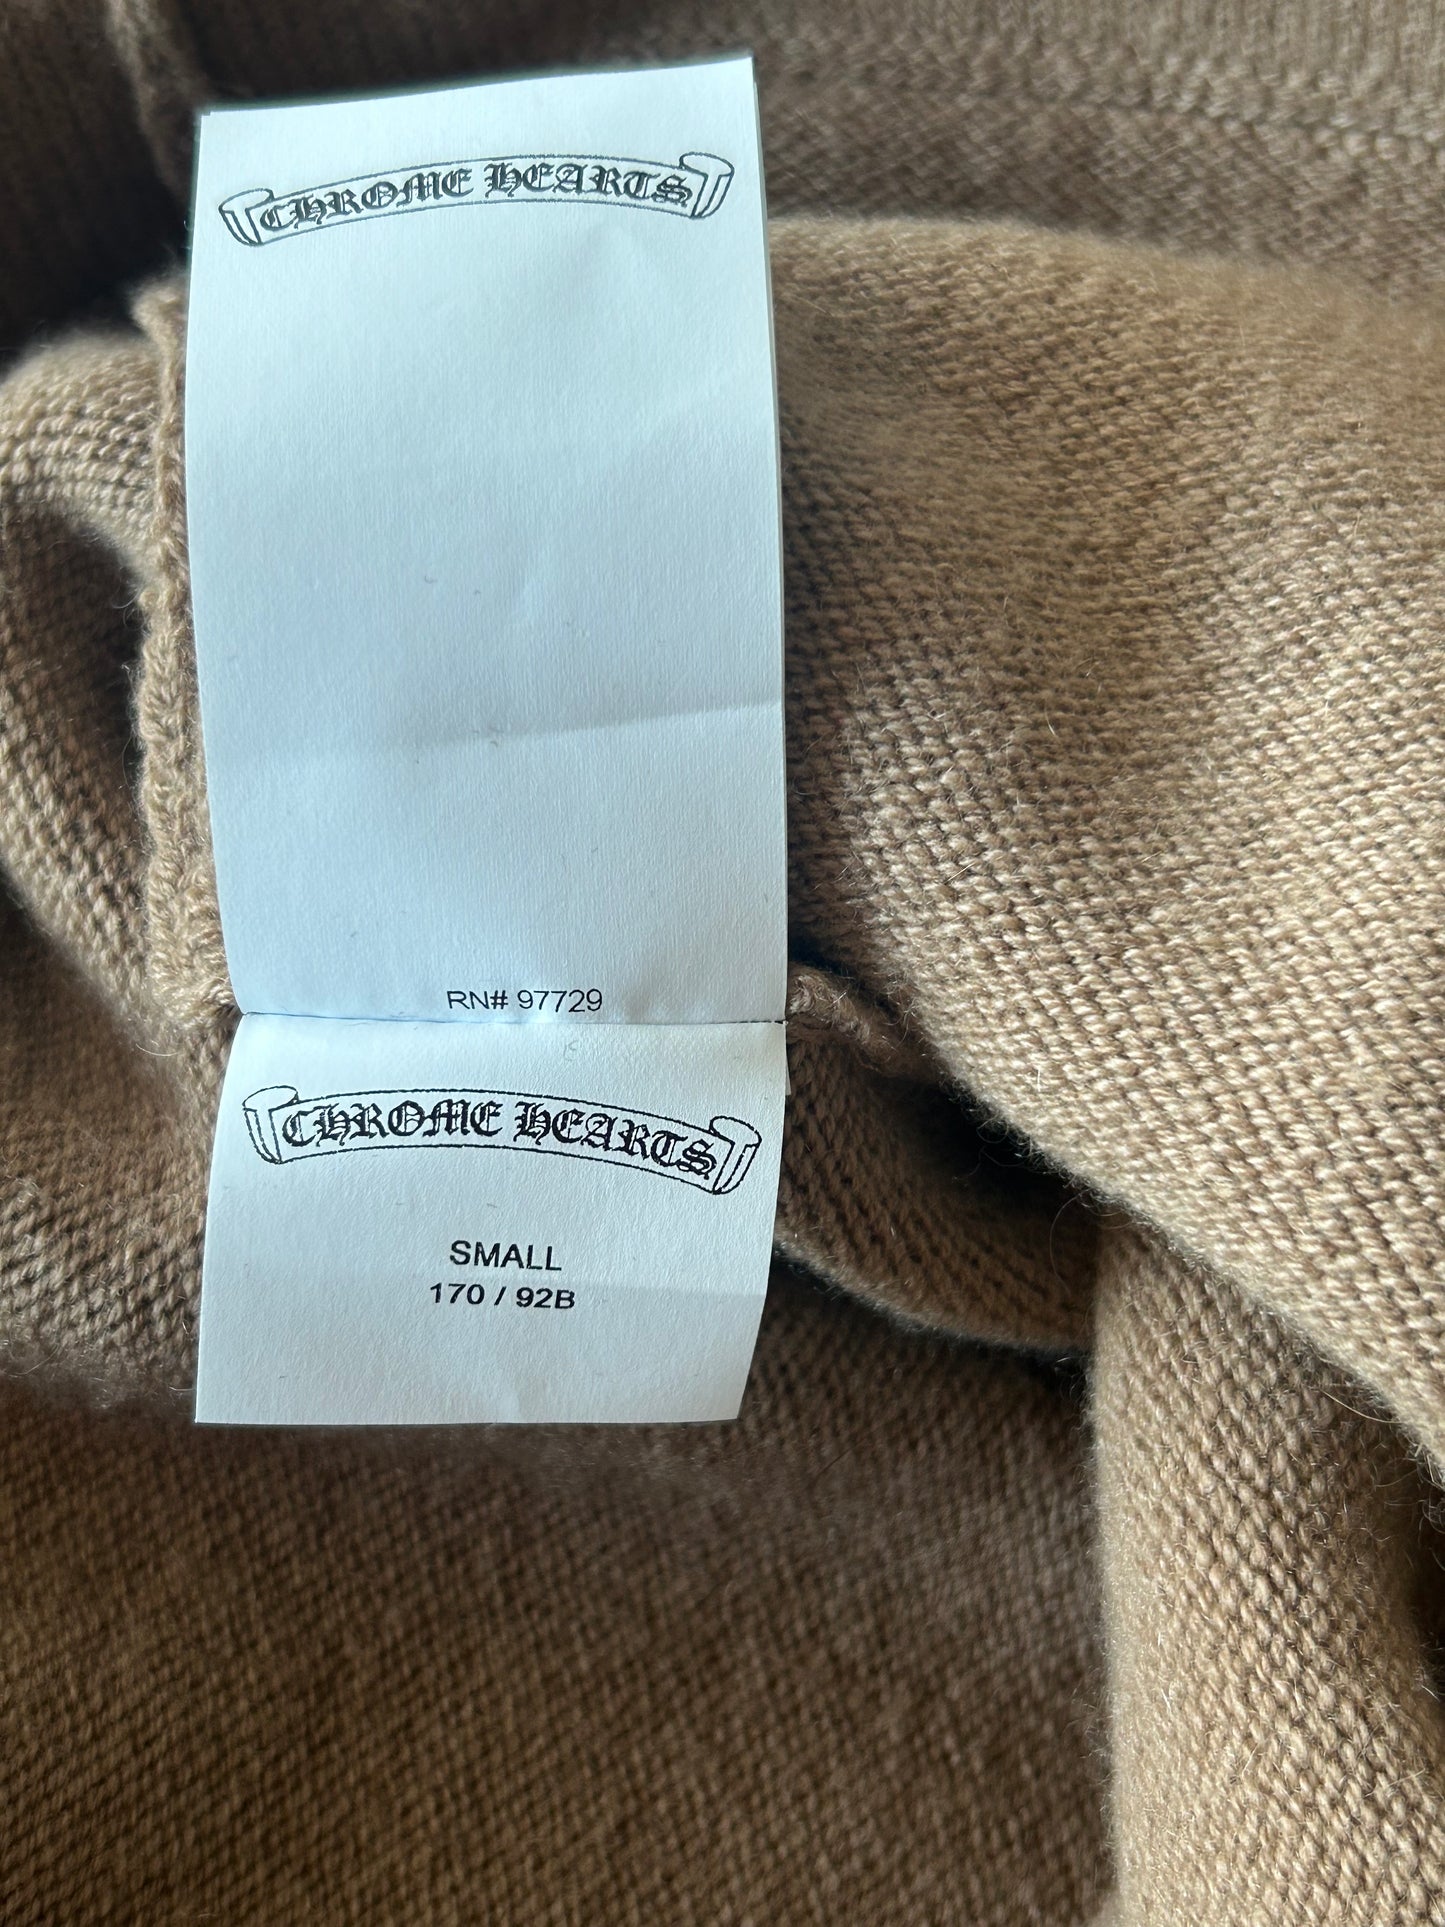 CHROME HEARTS
RN# 97729
CHROME HEARTS
SMALL
170 / 92B